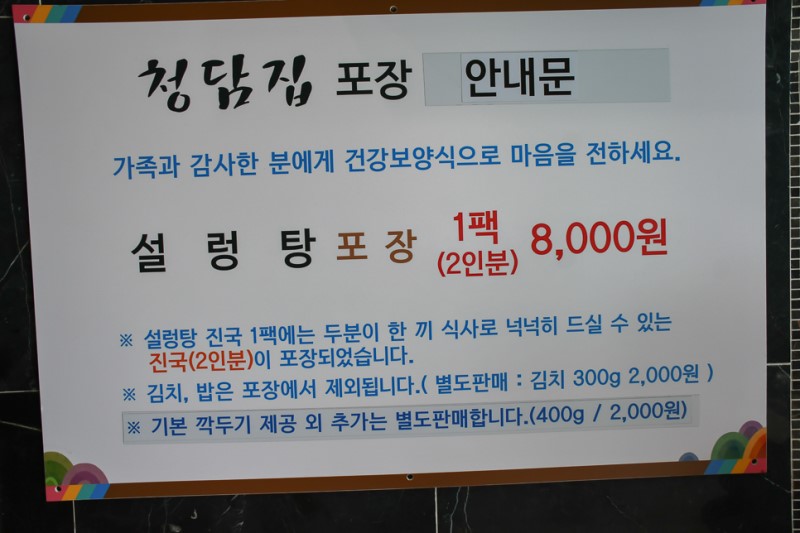 청담집 포장 안내문
가족과 감사한 분에게 건강보양식으로 마음을 전하세요.
설 렁 탕 포 장 1팩 (2인분) 8,000원
※ 설렁탕 진국 1팩에는 두분이 한 끼 식사로 넉넉히 드실 수 있는
진국(2인분)이 포장되었습니다.
※ 김치, 밥은 포장에서 제외됩니다.( 별도판매 : 김치 300g 2,000원 )
※ 기본 깍두기 제공 외 추가는 별도판매합니다.(400g / 2,000원)